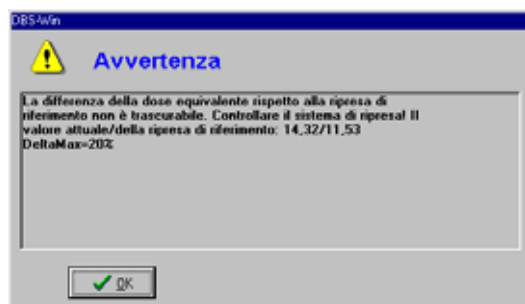 DBS-Win
Avvertenza
La differenza della dose equivalente rispetto alla ripresa di
riferimento non è trascurabile. Controllare il sistema di ripresa! Il
valore attuale/della ripresa di riferimento: 14,32/11,53
DeltaMax=20%
OK